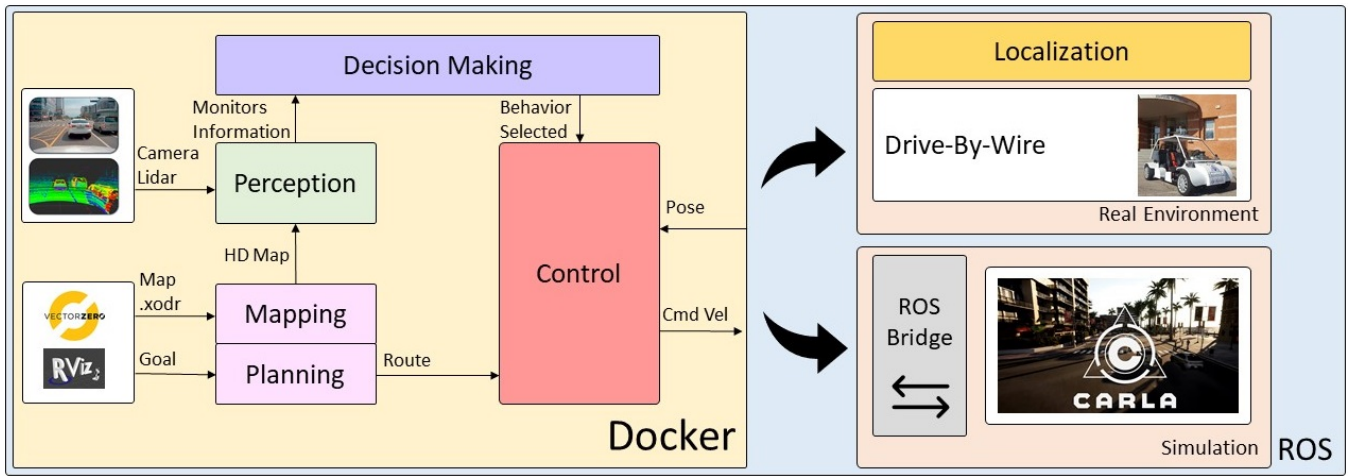 Decision Making
Monitors
Information
Behavior
Selected
Camera
Lidar
Perception
HD Map
Map
.xodr
VECTORZERO
Mapping
RViz
Goal
Planning
Route
Control
Pose
Cmd Vel
Docker
Localization
Drive-By-Wire
Real Environment
ROS
Bridge
CARLA
Simulation
ROS